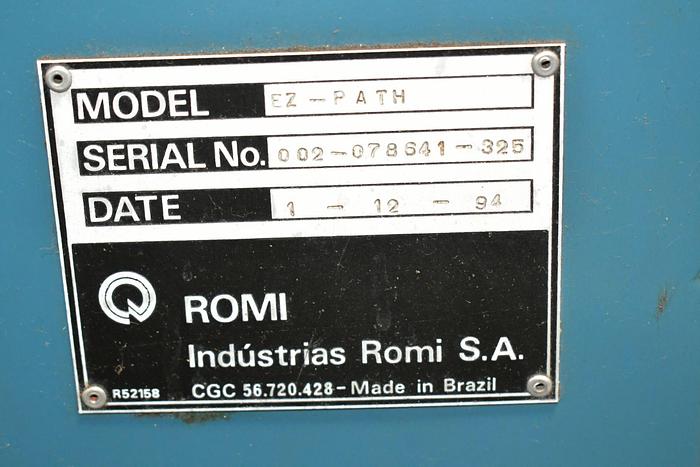 MODEL EZ-PATH
SERIAL No. 002-078641-325
DATE 1 - 12 - 94
ROMI
Indústrias Romi S.A.
R52158 CGC 56.720.428-Made in Brazil